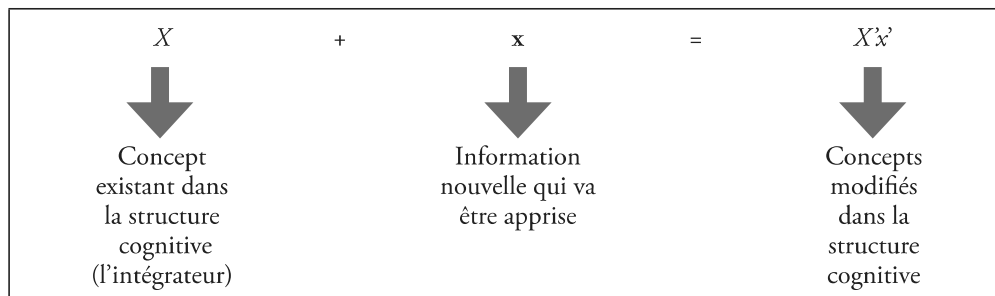 X + x = X’x’
Concept
existant dans
la structure
cognitive
(l’intégrateur)
Information
nouvelle qui va
être apprise
Concepts
modifiés
dans la
structure
cognitive